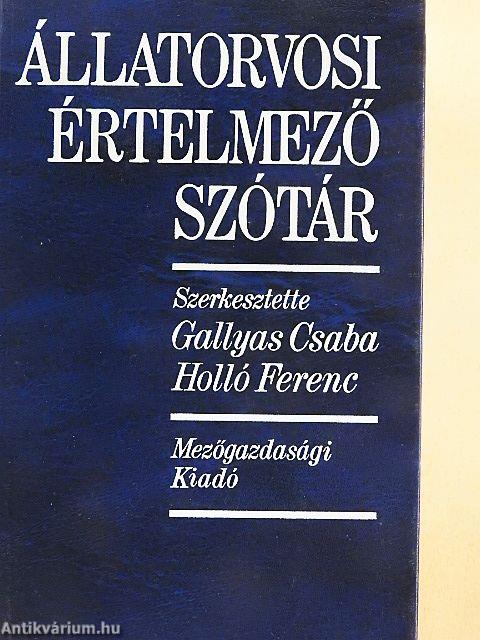 ÁLLATORVOSI
ÉRTELMEZŐ
SZÓTÁR
Szerkesztette
Gallyas Csaba
Holló Ferenc
Mezőgazdasági
Kiadó
Antikvárium.hu